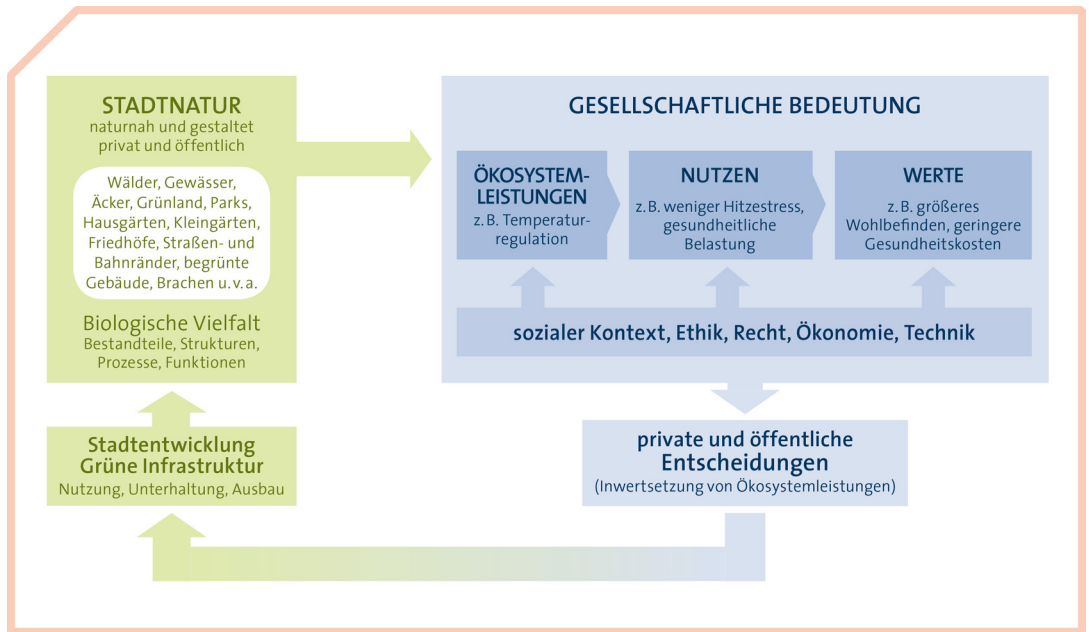 STADTNATUR
naturnah und gestaltet
privat und öffentlich
Wälder, Gewässer,
Äcker, Grünland, Parks,
Hausgärten, Kleingärten,
Friedhöfe, Straßen- und
Bahnränder, begrünte
Gebäude, Brachen u. v. a.
Biologische Vielfalt
Bestandteile, Strukturen,
Prozesse, Funktionen
Stadtentwicklung
Grüne Infrastruktur
Nutzung, Unterhaltung, Ausbau
GESELLSCHAFTLICHE BEDEUTUNG
ÖKOSYSTEM-
LEISTUNGEN
z. B. Temperatur-
regulation
NUTZEN
z. B. weniger Hitzestress,
gesundheitliche
Belastung
WERTE
z. B. größeres
Wohlbefinden, geringere
Gesundheitskosten
sozialer Kontext, Ethik, Recht, Ökonomie, Technik
private und öffentliche
Entscheidungen
(Inwertsetzung von Ökosystemleistungen)